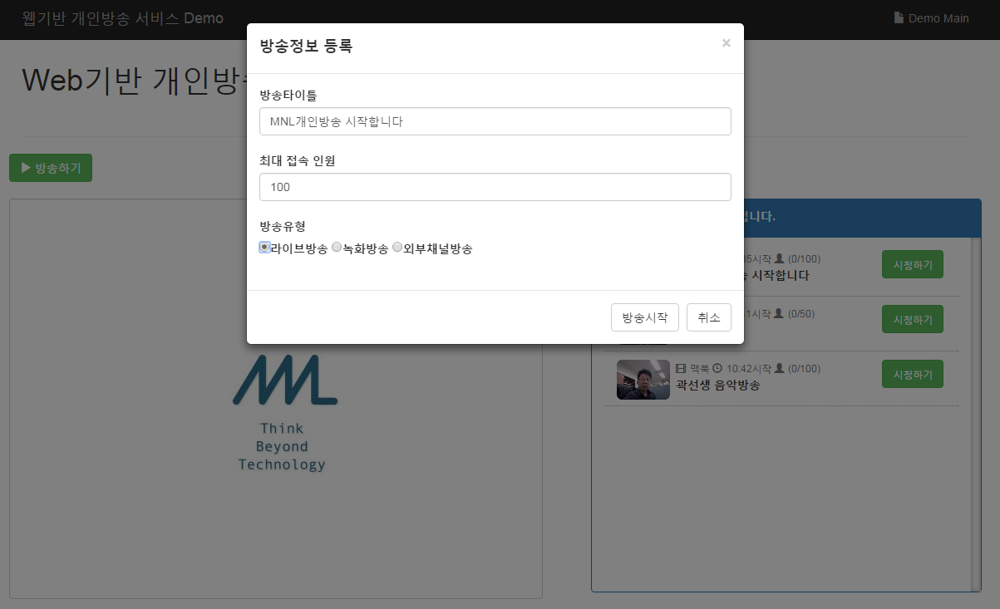 웹기반 개인방송 서비스 Demo
Demo Main
Web기반 개인방
방송정보 등록
×
방송타이틀
MNL개인방송 시작합니다
최대 접속 인원
100
방송유형
라이브방송 녹화방송 외부채널방송
방송시작 취소
방송하기
MNL
Think
Beyond
Technology
입니다.
35시작 (0/100)
시작합니다
시청하기
1시작 (0/50)
시청하기
맥북 10:42시작 (0/100)
곽선생 음악방송
시청하기